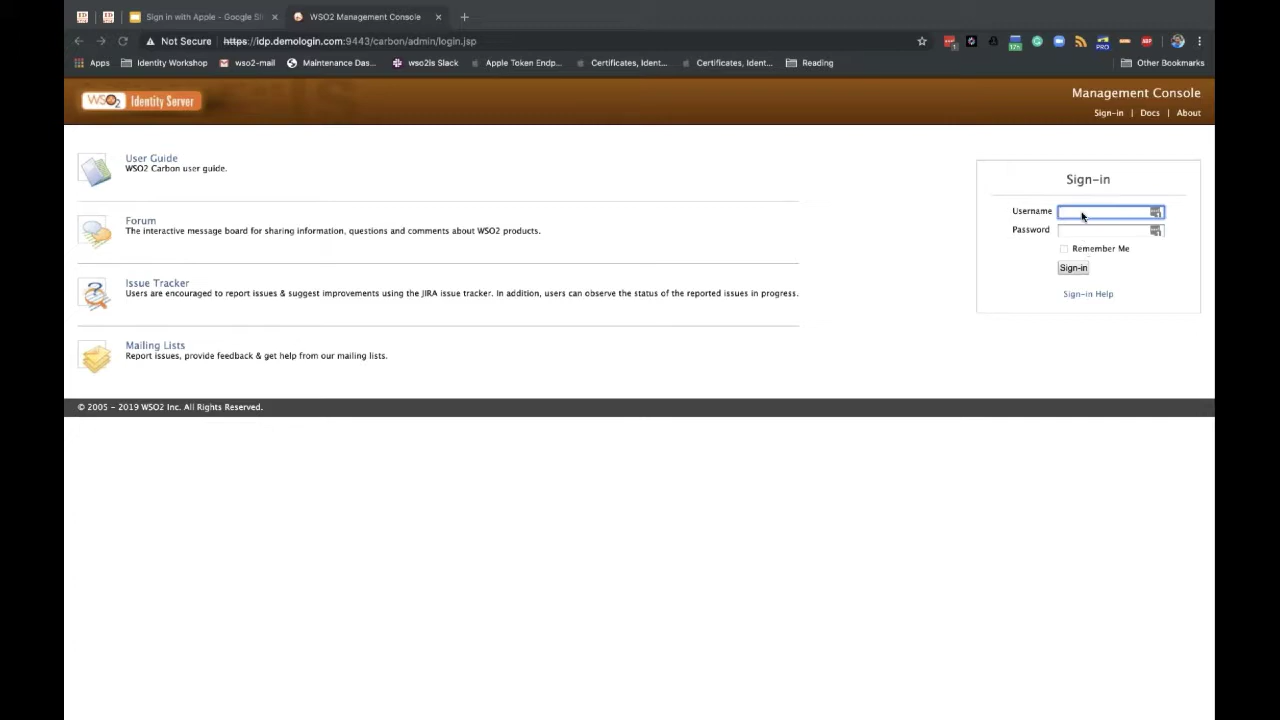 Sign in with Apple - Google Sl
WSO2 Management Console
Not Secure
https://idp.demologin.com:9443/carbon/admin/login.jsp
Apps
Identity Workshop
wso2-mail
Maintenance Das...
wso2is Slack
Apple Token Endp...
Certificates, Ident...
Certificates, Ident...
Reading
Other Bookmarks
WSO2 Identity Server
Management Console
Sign-in | Docs | About
User Guide
WSO2 Carbon user guide.
Forum
The interactive message board for sharing information, questions and comments about WSO2 products.
Issue Tracker
Users are encouraged to report issues & suggest improvements using the JIRA issue tracker. In addition, users can observe the status of the reported issues in progress.
Mailing Lists
Report issues, provide feedback & get help from our mailing lists.
Sign-in
Username
Password
Remember Me
Sign-in
Sign-in Help
© 2005 - 2019 WSO2 Inc. All Rights Reserved.